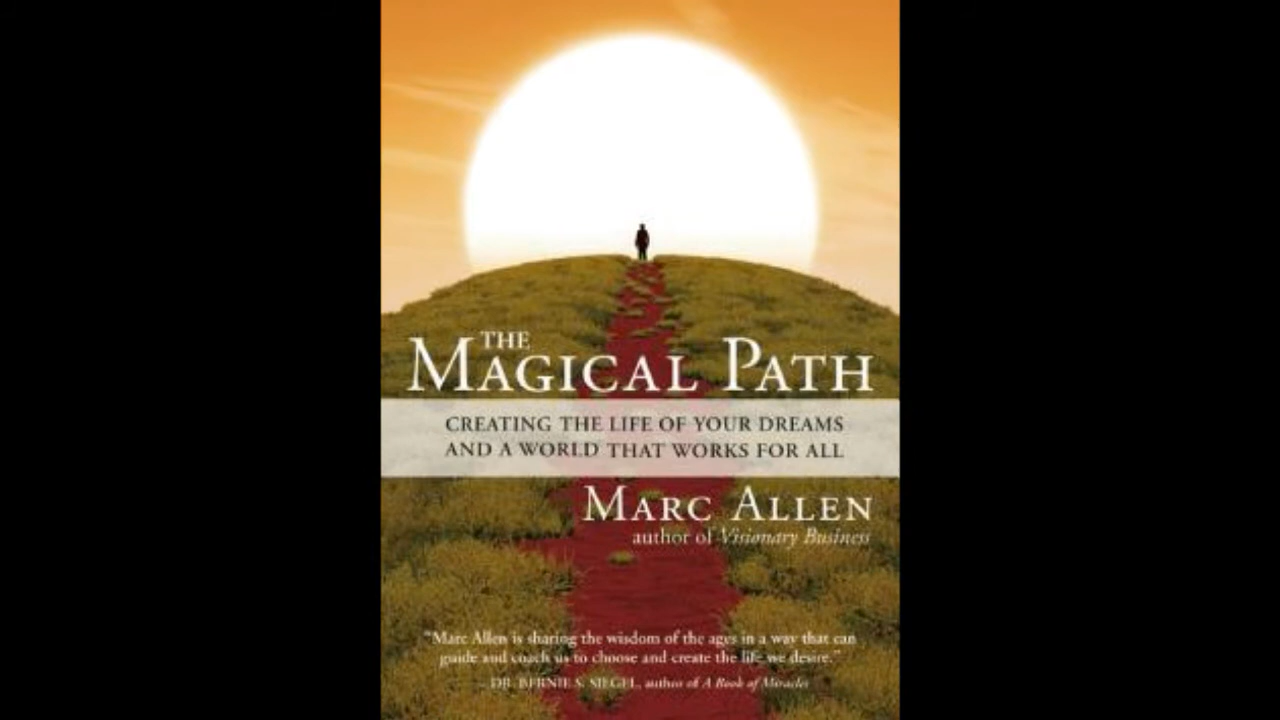 THE
MAGICAL PATH
CREATING THE LIFE OF YOUR DREAMS
AND A WORLD THAT WORKS FOR ALL
MARC ALLEN
author of Visionary Business
"Marc Allen is sharing the wisdom of the ages in a way that can
guide and coach us to choose and create the life we desire."
DR. BERNIE S. SIEGEL, author of A Book of Miracles